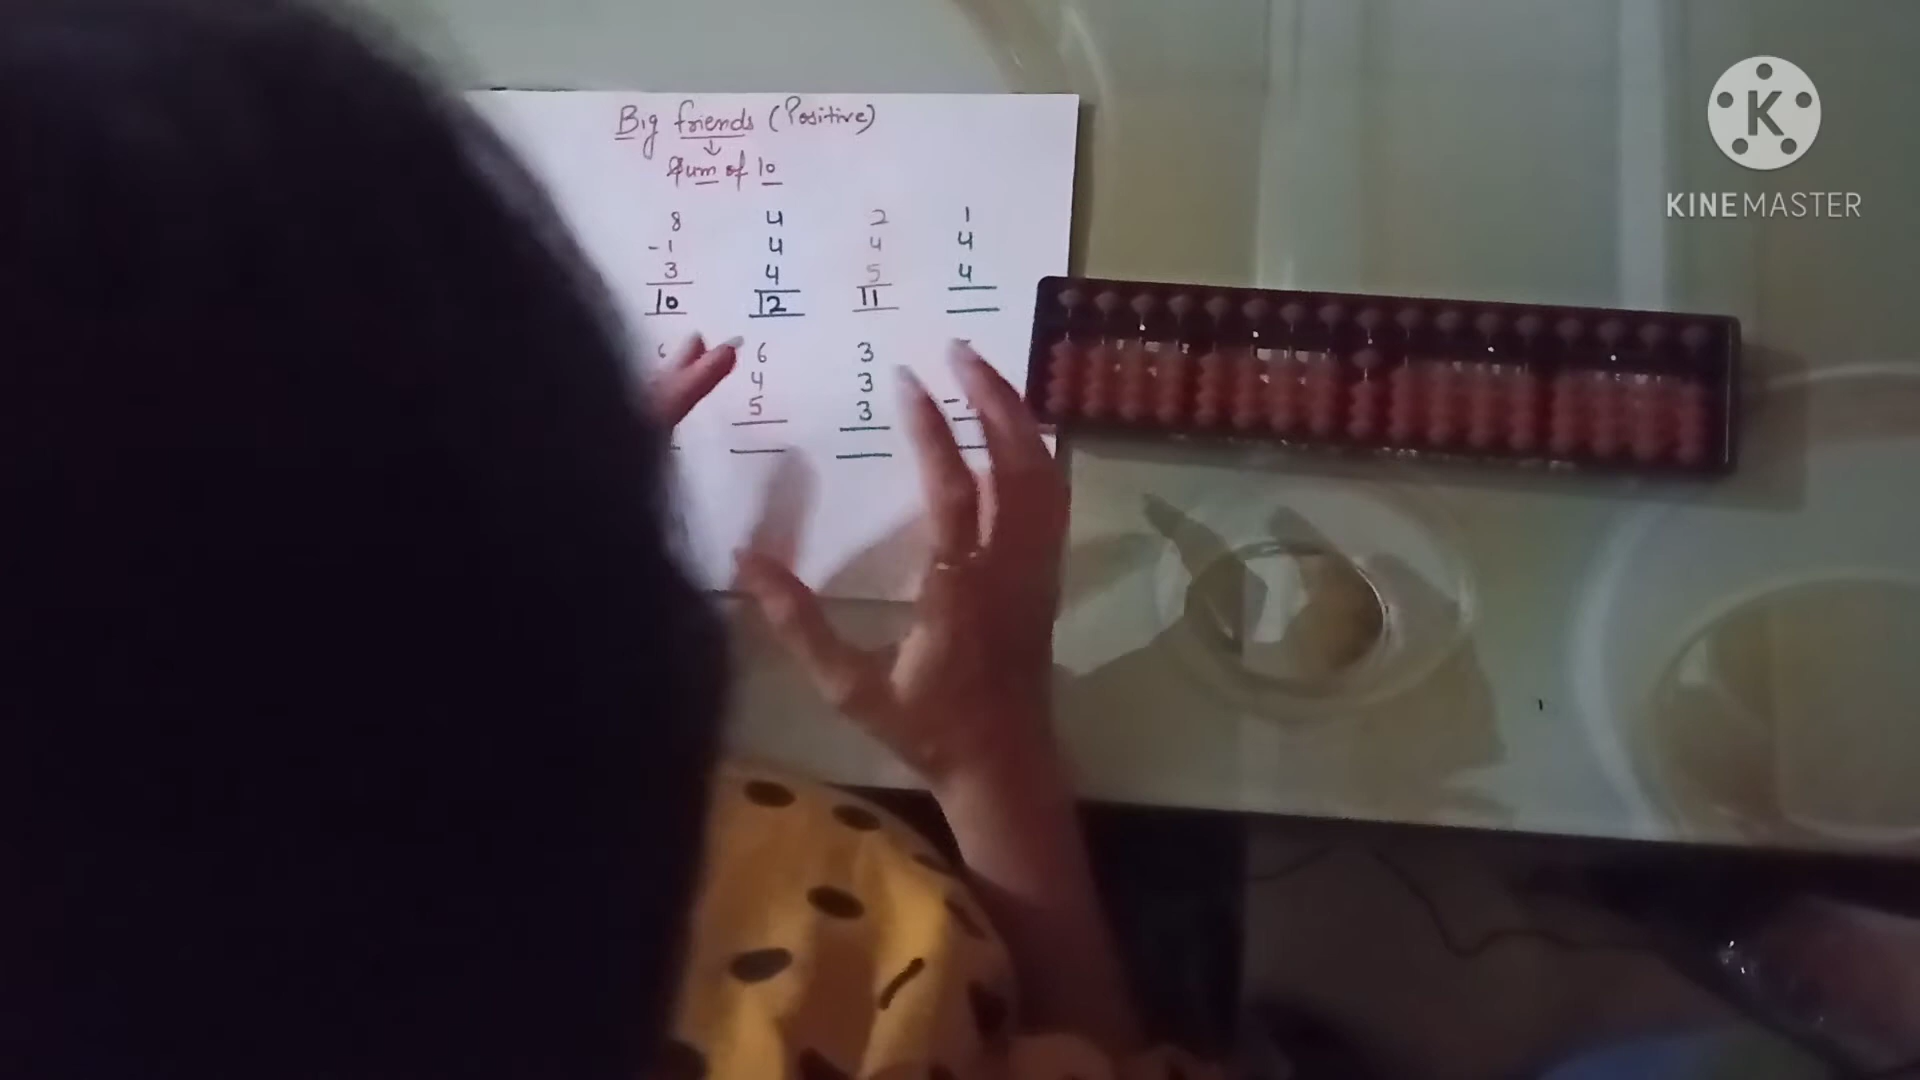 Big friends (Positive)
Sum of 10
8 4 2 1
-1 4 4 4
3 4 5 4
10 12 11
6 6 3
4 3
5 3 -
K
KINEMASTER